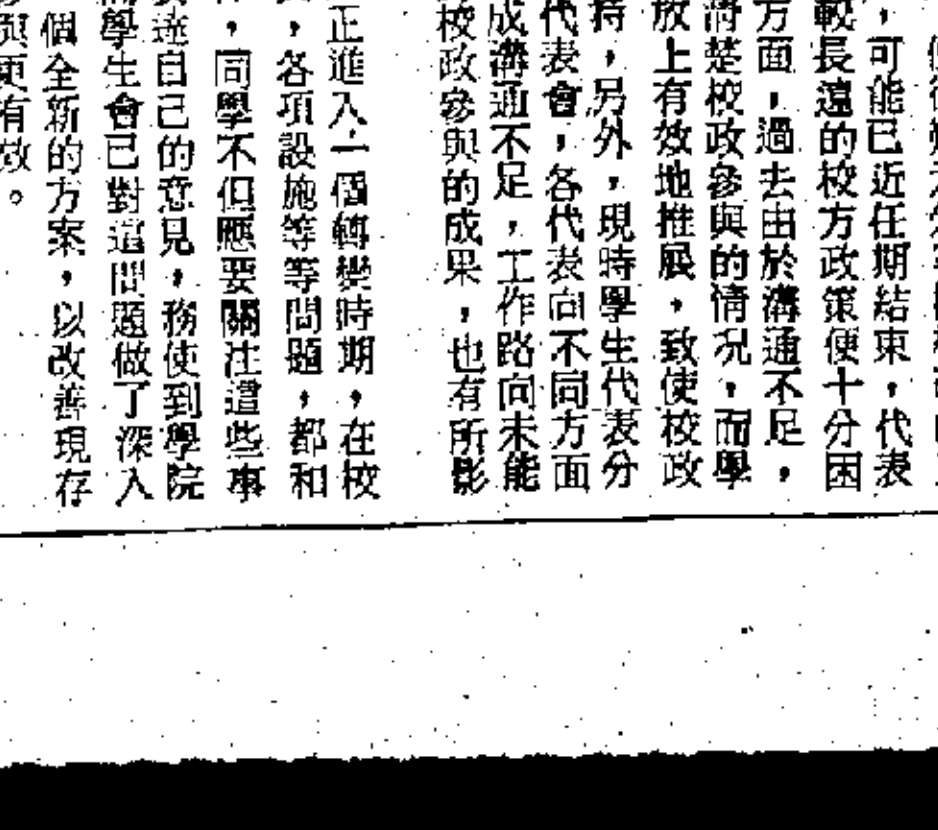 ，可能已近任期結束，代表
較長遠的校方政策便十分困
方面，過去由於溝通不足，
清楚校政參與的情況，而學
放上有效地推展，致使校政
持，另外，現時學生代表分
代表會，各代表向不同方面
成溝通不足，工作路向未能
校政參與的成果，也有所影
正進入一個轉變時期，在校
，各項設施等等問題，都和
，同學不但應要關注這些事
達自己的意見，務使到學院
學生會已對這問題做了深入
個全新的方案，以改善現存
與更有效。